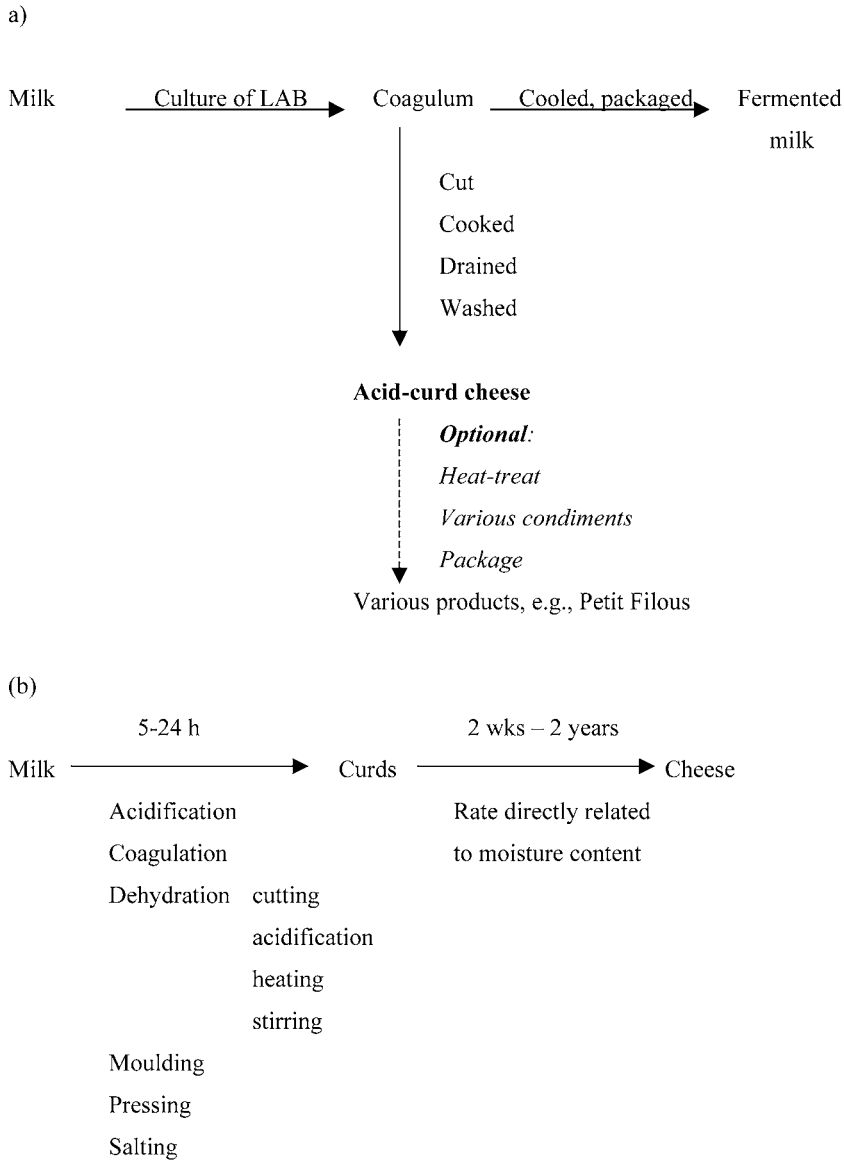 a)
Milk Culture of LAB Coagulum Cooled, packaged Fermented
milk
Cut
Cooked
Drained
Washed
Acid-curd cheese
Optional:
Heat-treat
Various condiments
Package
Various products, e.g., Petit Filous
(b)
5-24 h 2 wks – 2 years
Milk Curds Cheese
Acidification Rate directly related
Coagulation to moisture content
Dehydration cutting
acidification
heating
stirring
Moulding
Pressing
Salting